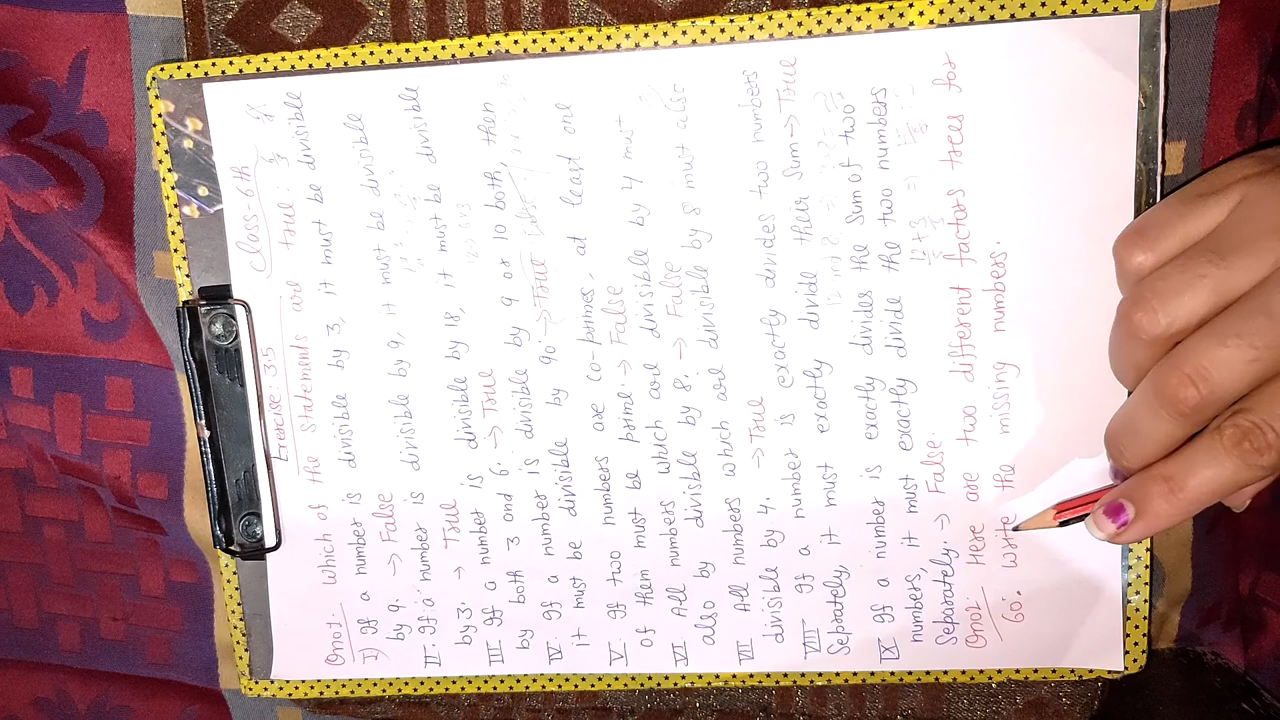 Class-6th
Exercise: 3.5
Qno1: Which of the statements are true:
I) If a number is divisible by 3, it must be divisible
by 9. → False
II. If a number is divisible by 9, it must be divisible
by 3. → True
III If a number is divisible by 18, it must be divisible
by both 3 and 6. → True
IV. If a number is divisible by 9 or 10 both, then
it must be divisible by 90 → True
V. If two numbers are co-primes, at least one
of them must be prime. → False
VI All numbers which are divisible by 4 must
also by divisible by 8. → False
VII All numbers which are divisible by 8 must also
divisible by 4. → True
VIII If a number is exactly divides two numbers
Seprately, it must exactly divide their Sum → True
IX If a number is exactly divides the Sum of two
numbers, it must exactly divide the two numbers
Separately. → False.
12+3
Qno2: Here are two different factors trees for
60. Write the missing numbers.